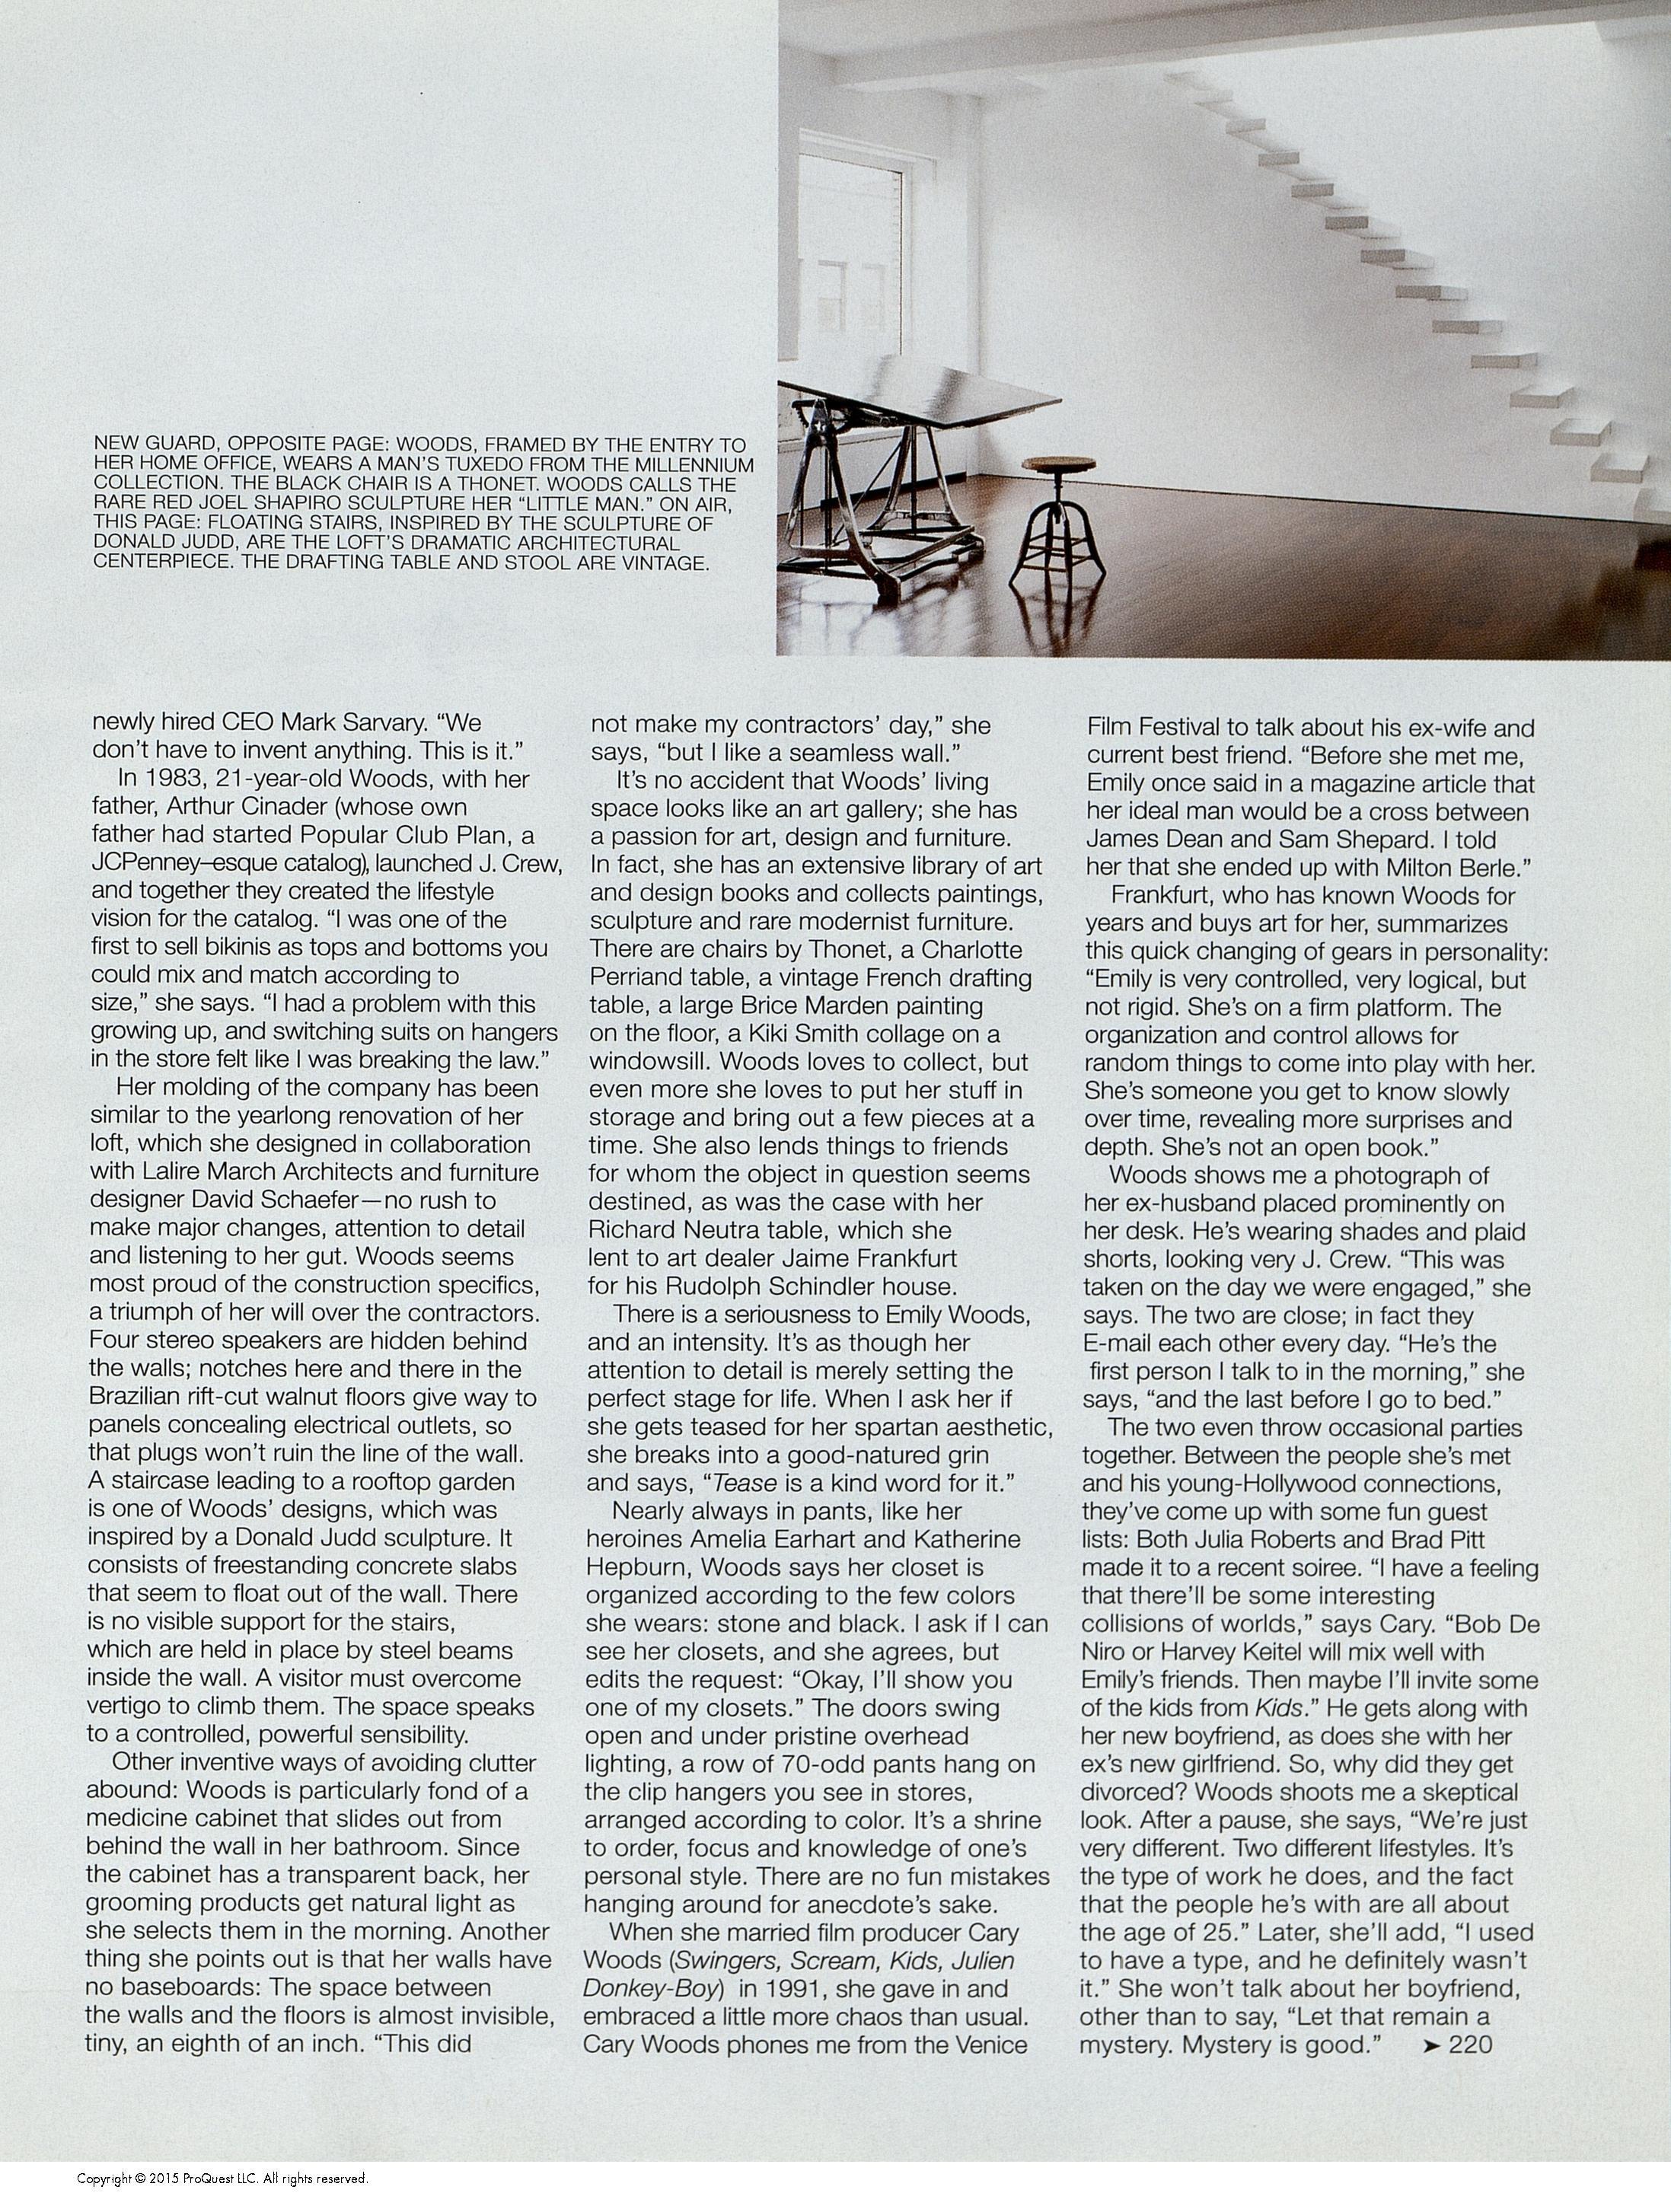 NEW GUARD, OPPOSITE PAGE: WOODS, FRAMED BY THE ENTRY TO
HER HOME OFFICE, WEARS A MAN'S TUXEDO FROM THE MILLENNIUM
COLLECTION. THE BLACK CHAIR IS A THONET. WOODS CALLS THE
RARE RED JOEL SHAPIRO SCULPTURE HER “LITTLE MAN.” ON AIR,
THIS PAGE: FLOATING STAIRS, INSPIRED BY THE SCULPTURE OF
DONALD JUDD, ARE THE LOFT'S DRAMATIC ARCHITECTURAL
CENTERPIECE. THE DRAFTING TABLE AND STOOL ARE VINTAGE.
newly hired CEO Mark Sarvary. “We
don't have to invent anything. This is it.”
In 1983, 21-year-old Woods, with her
father, Arthur Cinader (whose own
father had started Popular Club Plan, a
JCPenney–esque catalog), launched J. Crew,
and together they created the lifestyle
vision for the catalog. “I was one of the
first to sell bikinis as tops and bottoms you
could mix and match according to
size,” she says. “I had a problem with this
growing up, and switching suits on hangers
in the store felt like I was breaking the law.”
Her molding of the company has been
similar to the yearlong renovation of her
loft, which she designed in collaboration
with Lalire March Architects and furniture
designer David Schaefer—no rush to
make major changes, attention to detail
and listening to her gut. Woods seems
most proud of the construction specifics,
a triumph of her will over the contractors.
Four stereo speakers are hidden behind
the walls; notches here and there in the
Brazilian rift-cut walnut floors give way to
panels concealing electrical outlets, so
that plugs won't ruin the line of the wall.
A staircase leading to a rooftop garden
is one of Woods' designs, which was
inspired by a Donald Judd sculpture. It
consists of freestanding concrete slabs
that seem to float out of the wall. There
is no visible support for the stairs,
which are held in place by steel beams
inside the wall. A visitor must overcome
vertigo to climb them. The space speaks
to a controlled, powerful sensibility.
Other inventive ways of avoiding clutter
abound: Woods is particularly fond of a
medicine cabinet that slides out from
behind the wall in her bathroom. Since
the cabinet has a transparent back, her
grooming products get natural light as
she selects them in the morning. Another
thing she points out is that her walls have
no baseboards: The space between
the walls and the floors is almost invisible,
tiny, an eighth of an inch. “This did
not make my contractors' day,” she
says, “but I like a seamless wall.”
It's no accident that Woods' living
space looks like an art gallery; she has
a passion for art, design and furniture.
In fact, she has an extensive library of art
and design books and collects paintings,
sculpture and rare modernist furniture.
There are chairs by Thonet, a Charlotte
Perriand table, a vintage French drafting
table, a large Brice Marden painting
on the floor, a Kiki Smith collage on a
windowsill. Woods loves to collect, but
even more she loves to put her stuff in
storage and bring out a few pieces at a
time. She also lends things to friends
for whom the object in question seems
destined, as was the case with her
Richard Neutra table, which she
lent to art dealer Jaime Frankfurt
for his Rudolph Schindler house.
There is a seriousness to Emily Woods,
and an intensity. It's as though her
attention to detail is merely setting the
perfect stage for life. When I ask her if
she gets teased for her spartan aesthetic,
she breaks into a good-natured grin
and says, “Tease is a kind word for it.”
Nearly always in pants, like her
heroines Amelia Earhart and Katherine
Hepburn, Woods says her closet is
organized according to the few colors
she wears: stone and black. I ask if I can
see her closets, and she agrees, but
edits the request: “Okay, I'll show you
one of my closets.” The doors swing
open and under pristine overhead
lighting, a row of 70-odd pants hang on
the clip hangers you see in stores,
arranged according to color. It's a shrine
to order, focus and knowledge of one's
personal style. There are no fun mistakes
hanging around for anecdote's sake.
When she married film producer Cary
Woods (Swingers, Scream, Kids, Julien
Donkey-Boy) in 1991, she gave in and
embraced a little more chaos than usual.
Cary Woods phones me from the Venice
Film Festival to talk about his ex-wife and
current best friend. “Before she met me,
Emily once said in a magazine article that
her ideal man would be a cross between
James Dean and Sam Shepard. I told
her that she ended up with Milton Berle.”
Frankfurt, who has known Woods for
years and buys art for her, summarizes
this quick changing of gears in personality:
“Emily is very controlled, very logical, but
not rigid. She's on a firm platform. The
organization and control allows for
random things to come into play with her.
She's someone you get to know slowly
over time, revealing more surprises and
depth. She's not an open book.”
Woods shows me a photograph of
her ex-husband placed prominently on
her desk. He's wearing shades and plaid
shorts, looking very J. Crew. “This was
taken on the day we were engaged,” she
says. The two are close; in fact they
E-mail each other every day. “He's the
first person I talk to in the morning,” she
says, “and the last before I go to bed.”
The two even throw occasional parties
together. Between the people she's met
and his young-Hollywood connections,
they've come up with some fun guest
lists: Both Julia Roberts and Brad Pitt
made it to a recent soiree. “I have a feeling
that there'll be some interesting
collisions of worlds,” says Cary. “Bob De
Niro or Harvey Keitel will mix well with
Emily's friends. Then maybe I'll invite some
of the kids from Kids.” He gets along with
her new boyfriend, as does she with her
ex's new girlfriend. So, why did they get
divorced? Woods shoots me a skeptical
look. After a pause, she says, “We're just
very different. Two different lifestyles. It's
the type of work he does, and the fact
that the people he's with are all about
the age of 25.” Later, she'll add, “I used
to have a type, and he definitely wasn't
it.” She won't talk about her boyfriend,
other than to say, “Let that remain a
mystery. Mystery is good.” ➤ 220
Copyright © 2015 ProQuest LLC. All rights reserved.